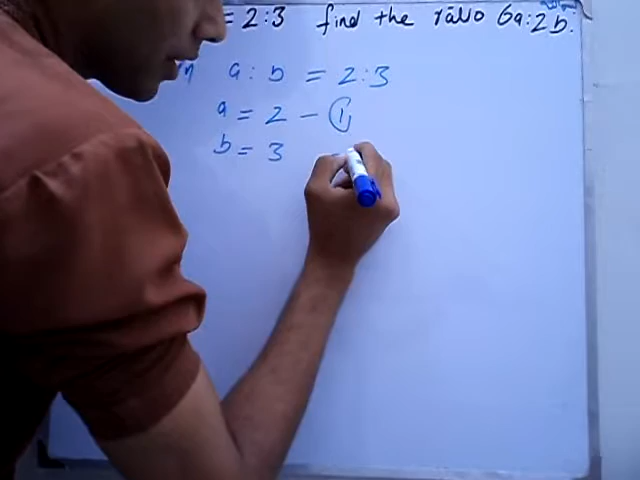 = 2:3 find the ratio 6a:2b.
a : b = 2:3
a = 2 - 1
b = 3